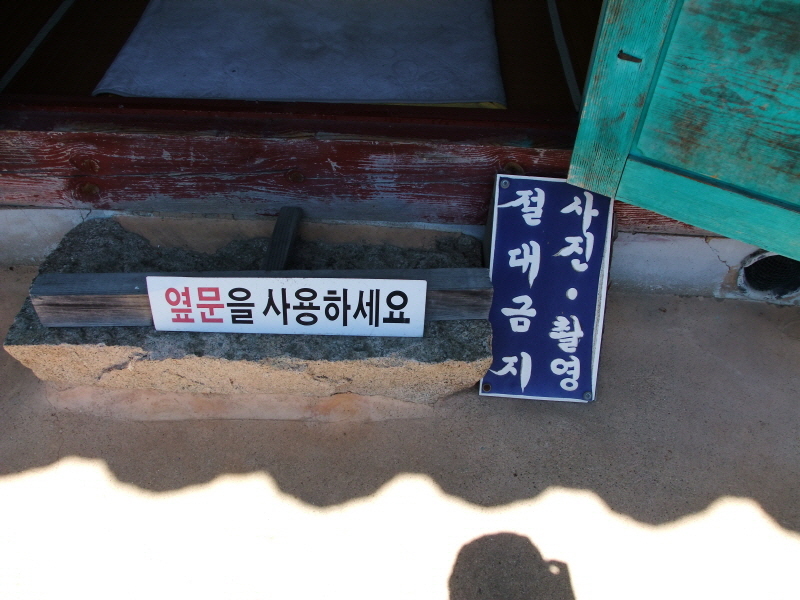 옆문을 사용하세요
사진·촬영
절대금지